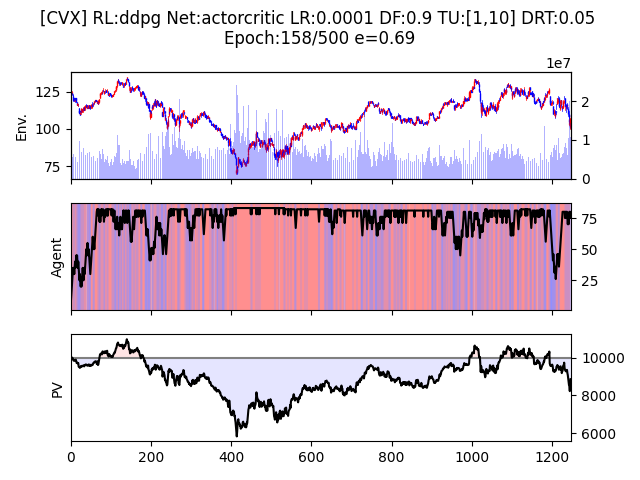 [CVX] RL:ddpg Net:actorcritic LR:0.0001 DF:0.9 TU:[1,10] DRT:0.05
Epoch:158/500 e=0.69
1e7
Env.
125
100
75
2
1
0
Agent
75
50
25
PV
10000
8000
6000
0 200 400 600 800 1000 1200